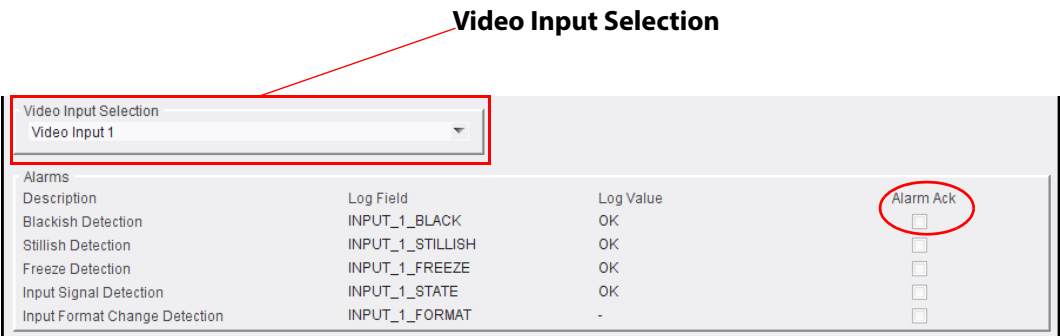 Video Input Selection
Video Input Selection
Video Input 1
Alarms
Description Log Field Log Value Alarm Ack
Blackish Detection INPUT_1_BLACK OK
Stillish Detection INPUT_1_STILLISH OK
Freeze Detection INPUT_1_FREEZE OK
Input Signal Detection INPUT_1_STATE OK
Input Format Change Detection INPUT_1_FORMAT -